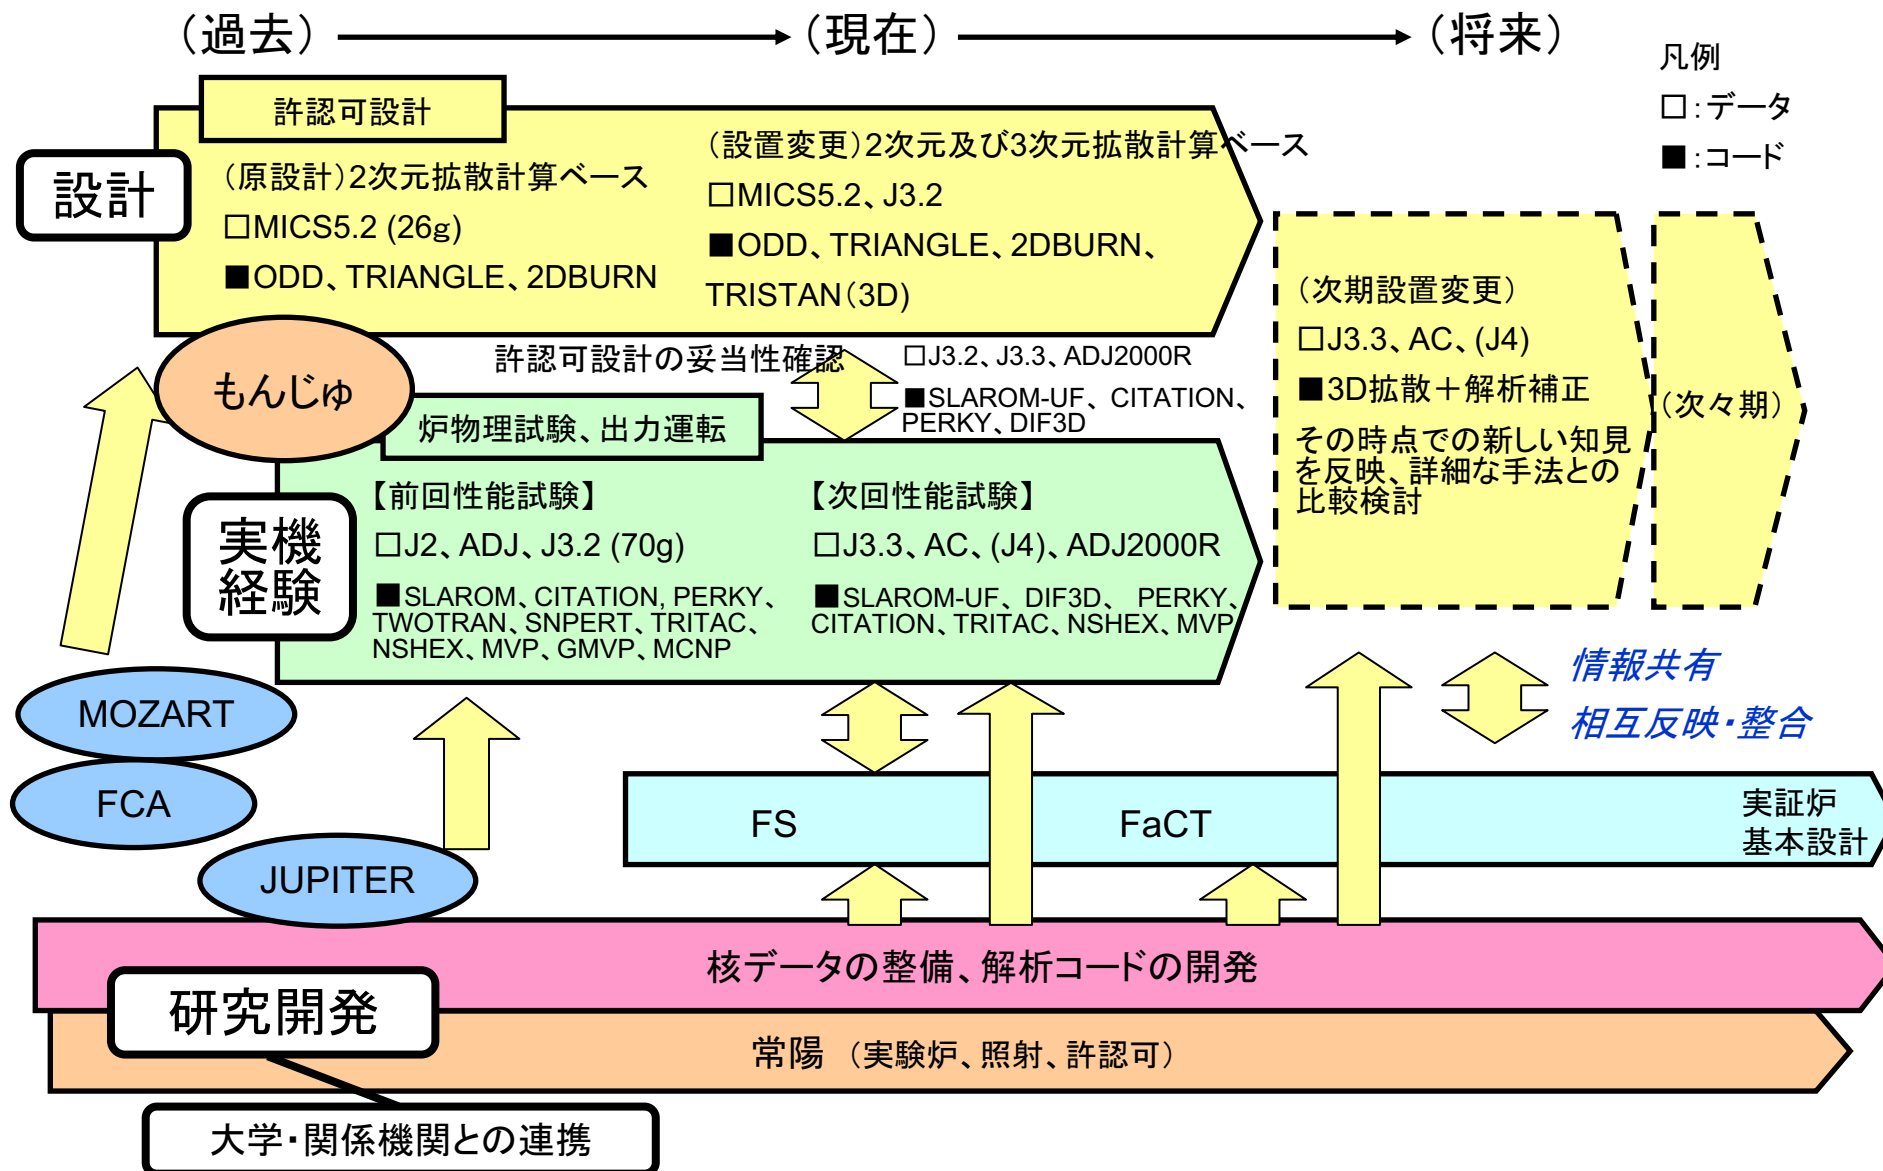 （過去）
（現在）
（将来）
凡例
□：データ
■：コード
許認可設計
設計
（原設計）2次元拡散計算ベース
□MICS5.2 (26g)
■ODD、TRIANGLE、2DBURN
（設置変更）2次元及び3次元拡散計算ベース
□MICS5.2、J3.2
■ODD、TRIANGLE、2DBURN、
TRISTAN（3D）
（次期設置変更）
□J3.3、AC、(J4)
■3D拡散＋解析補正
その時点での新しい知見
を反映、詳細な手法との
比較検討
（次々期）
もんじゅ
許認可設計の妥当性確認
□J3.2、J3.3、ADJ2000R
■SLAROM-UF、CITATION、
PERKY、DIF3D
炉物理試験、出力運転
実機
経験
【前回性能試験】
□J2、ADJ、J3.2 (70g)
■SLAROM、CITATION, PERKY、
TWOTRAN、SNPERT、TRITAC、
NSHEX、MVP、GMVP、MCNP
【次回性能試験】
□J3.3、AC、(J4)、ADJ2000R
■SLAROM-UF、DIF3D、 PERKY、
CITATION、TRITAC、NSHEX、MVP
情報共有
相互反映・整合
MOZART
FCA
JUPITER
FS
FaCT
実証炉
基本設計
核データの整備、解析コードの開発
研究開発
常陽 （実験炉、照射、許認可）
大学・関係機関との連携